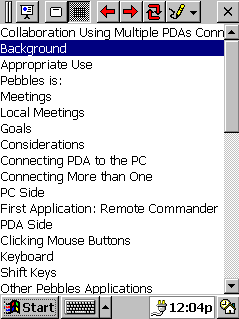 Collaboration Using Multiple PDAs Conn
Background
Appropriate Use
Pebbles is:
Meetings
Local Meetings
Goals
Considerations
Connecting PDA to the PC
Connecting More than One
PC Side
First Application: Remote Commander
PDA Side
Clicking Mouse Buttons
Keyboard
Shift Keys
Other Pebbles Applications
Start 12:04p